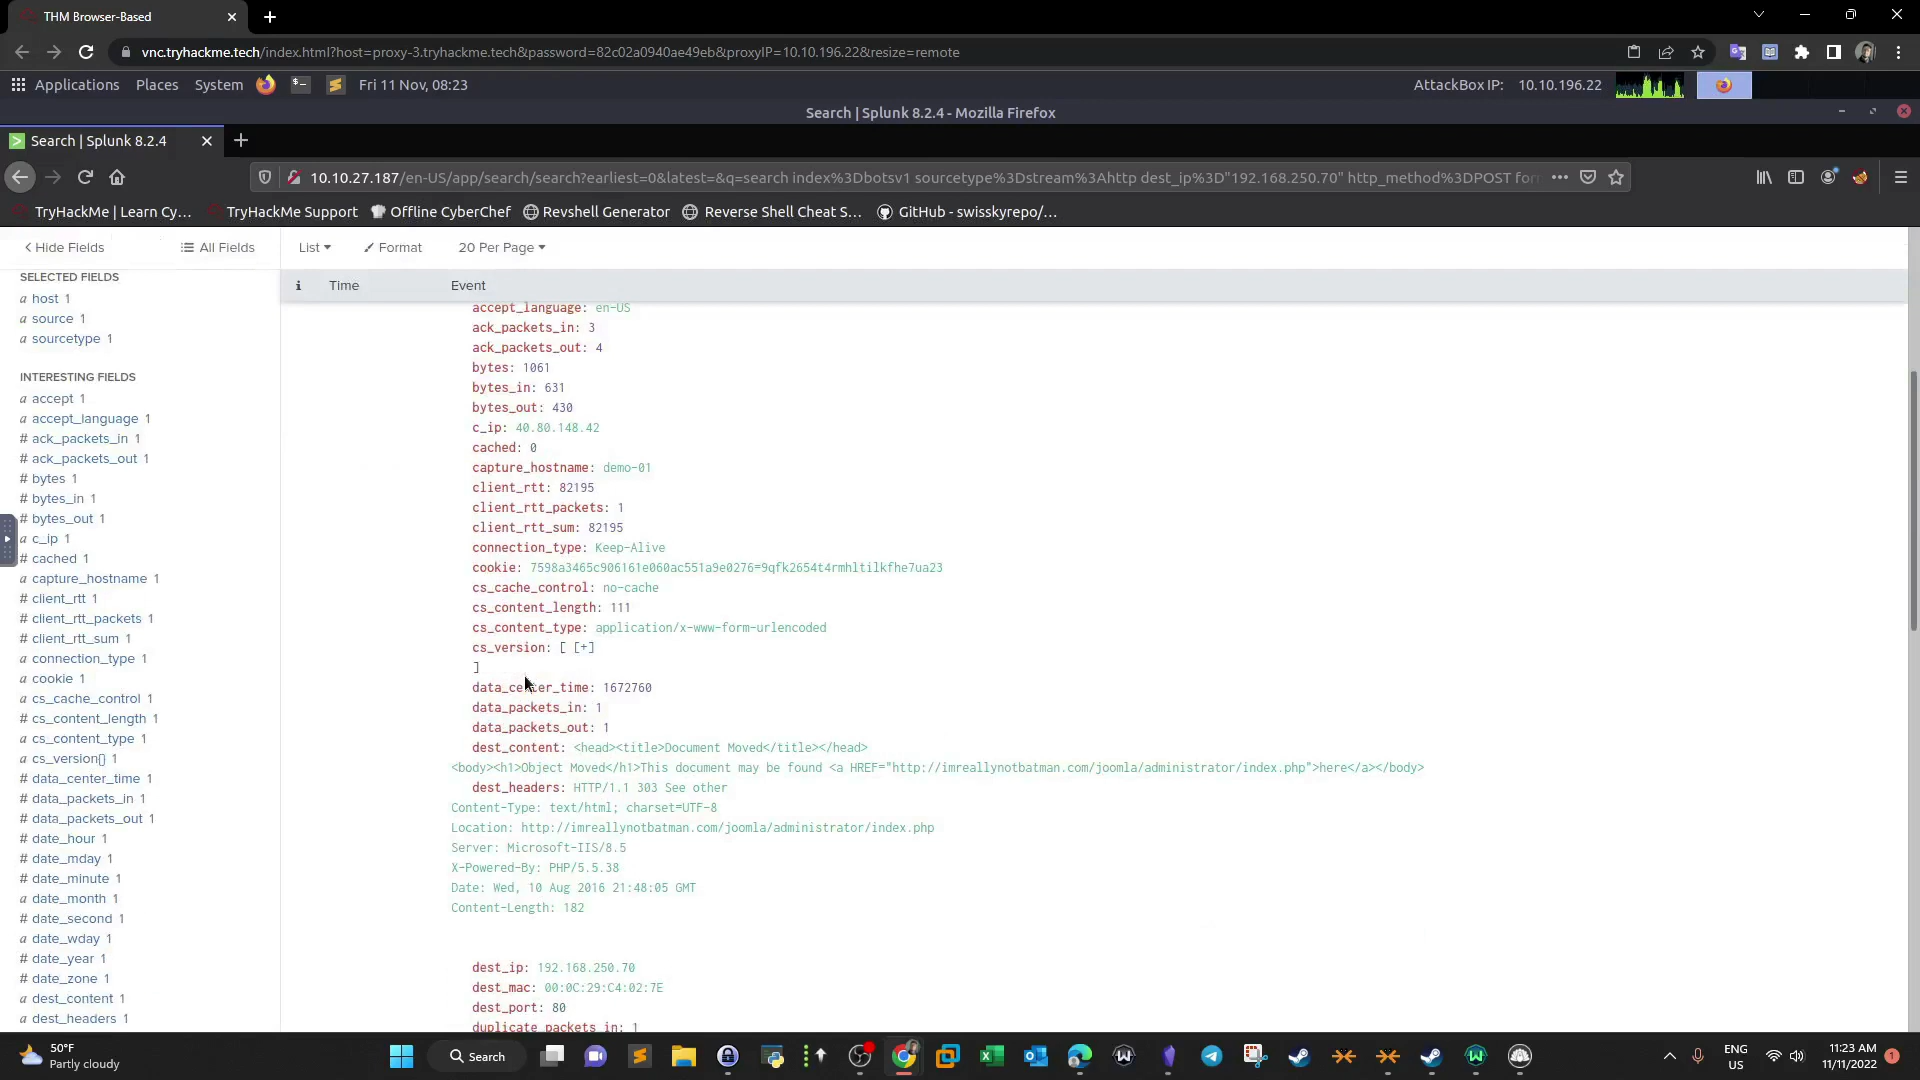 THM Browser-Based
vnc.tryhackme.tech/index.html?host=proxy-3.tryhackme.tech&password=82c02a0940ae49eb&proxyIP=10.10.196.22&resize=remote
Applications Places System Fri 11 Nov, 08:23 AttackBox IP: 10.10.196.22
Search | Splunk 8.2.4 - Mozilla Firefox
Search | Splunk 8.2.4
10.10.27.187/en-US/app/search/search?earliest=0&latest=&q=search index%3Dbotsv1 sourcetype%3Dstream%3Ahttp dest_ip%3D"192.168.250.70" http_method%3DPOST for
TryHackMe | Learn Cy… TryHackMe Support Offline CyberChef Revshell Generator Reverse Shell Cheat S… GitHub - swisskyrepo/…
Hide Fields All Fields List Format 20 Per Page
i Time Event
SELECTED FIELDS
a host 1
a source 1
a sourcetype 1
INTERESTING FIELDS
a accept 1
a accept_language 1
# ack_packets_in 1
# ack_packets_out 1
# bytes 1
# bytes_in 1
# bytes_out 1
a c_ip 1
# cached 1
a capture_hostname 1
# client_rtt 1
# client_rtt_packets 1
# client_rtt_sum 1
a connection_type 1
a cookie 1
a cs_cache_control 1
# cs_content_length 1
a cs_content_type 1
a cs_version{} 1
# data_center_time 1
# data_packets_in 1
# data_packets_out 1
# date_hour 1
# date_mday 1
# date_minute 1
a date_month 1
# date_second 1
a date_wday 1
# date_year 1
# date_zone 1
a dest_content 1
a dest_headers 1
accept_language: en-US
ack_packets_in: 3
ack_packets_out: 4
bytes: 1061
bytes_in: 631
bytes_out: 430
c_ip: 40.80.148.42
cached: 0
capture_hostname: demo-01
client_rtt: 82195
client_rtt_packets: 1
client_rtt_sum: 82195
connection_type: Keep-Alive
cookie: 7598a3465c906161e060ac551a9e0276=9qfk2654t4rmhltilkfhe7ua23
cs_cache_control: no-cache
cs_content_length: 111
cs_content_type: application/x-www-form-urlencoded
cs_version: [ [+]
]
data_center_time: 1672760
data_packets_in: 1
data_packets_out: 1
dest_content: <head><title>Document Moved</title></head>
<body><h1>Object Moved</h1>This document may be found <a HREF="http://imreallynotbatman.com/joomla/administrator/index.php">here</a></body>
dest_headers: HTTP/1.1 303 See other
Content-Type: text/html; charset=UTF-8
Location: http://imreallynotbatman.com/joomla/administrator/index.php
Server: Microsoft-IIS/8.5
X-Powered-By: PHP/5.5.38
Date: Wed, 10 Aug 2016 21:48:05 GMT
Content-Length: 182
dest_ip: 192.168.250.70
dest_mac: 00:0C:29:C4:02:7E
dest_port: 80
duplicate_packets_in: 1
50°F
Partly cloudy
Search
ENG
US
11:23 AM
11/11/2022
1